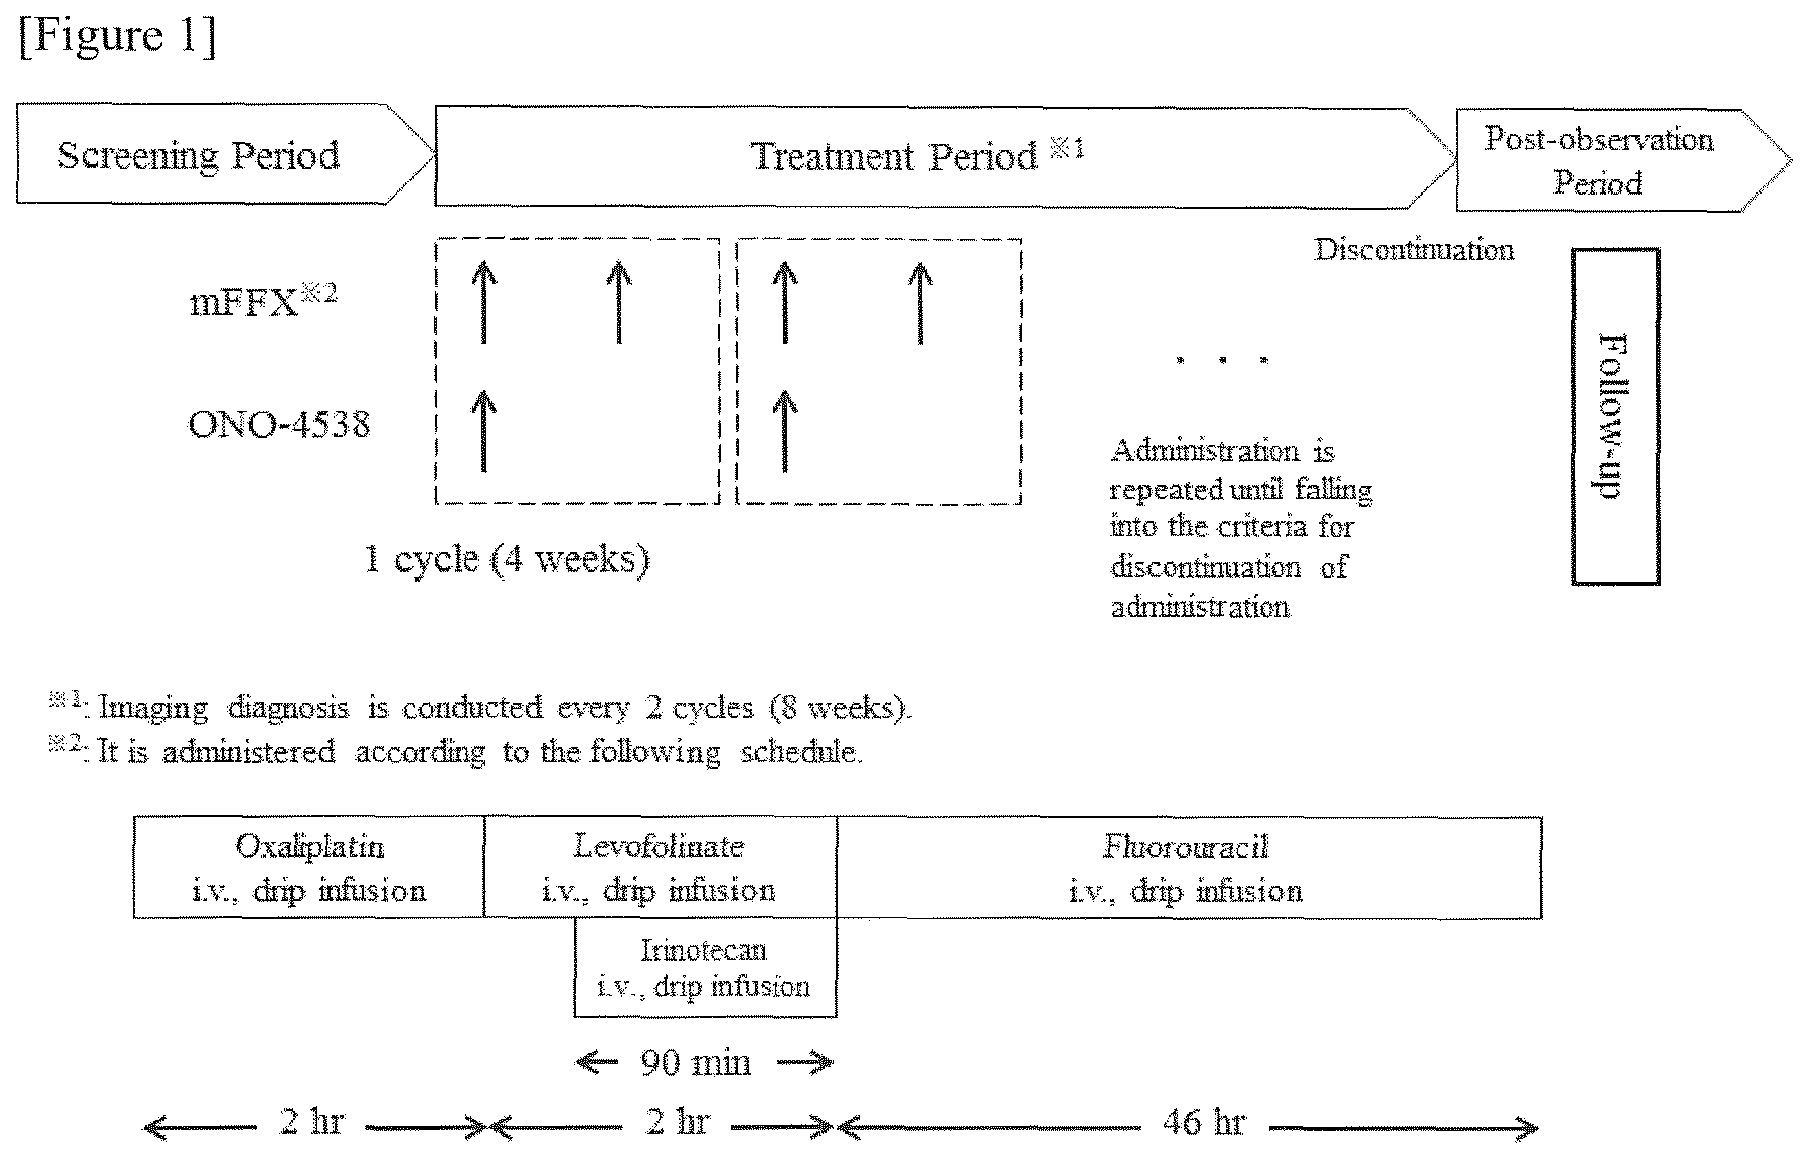 [Figure 1]
Screening Period
Treatment Period ※1
Post-observation
Period
Discontinuation
mFFX※2
ONO-4538
. . .
Follow-up
Administration is
repeated until falling
into the criteria for
discontinuation of
administration
1 cycle (4 weeks)
※1: Imaging diagnosis is conducted every 2 cycles (8 weeks).
※2: It is administered according to the following schedule.
Oxaliplatin
i.v., drip infusion
Levofolinate
i.v., drip infusion
Fluorouracil
i.v., drip infusion
Irinotecan
i.v., drip infusion
90 min
2 hr
2 hr
46 hr